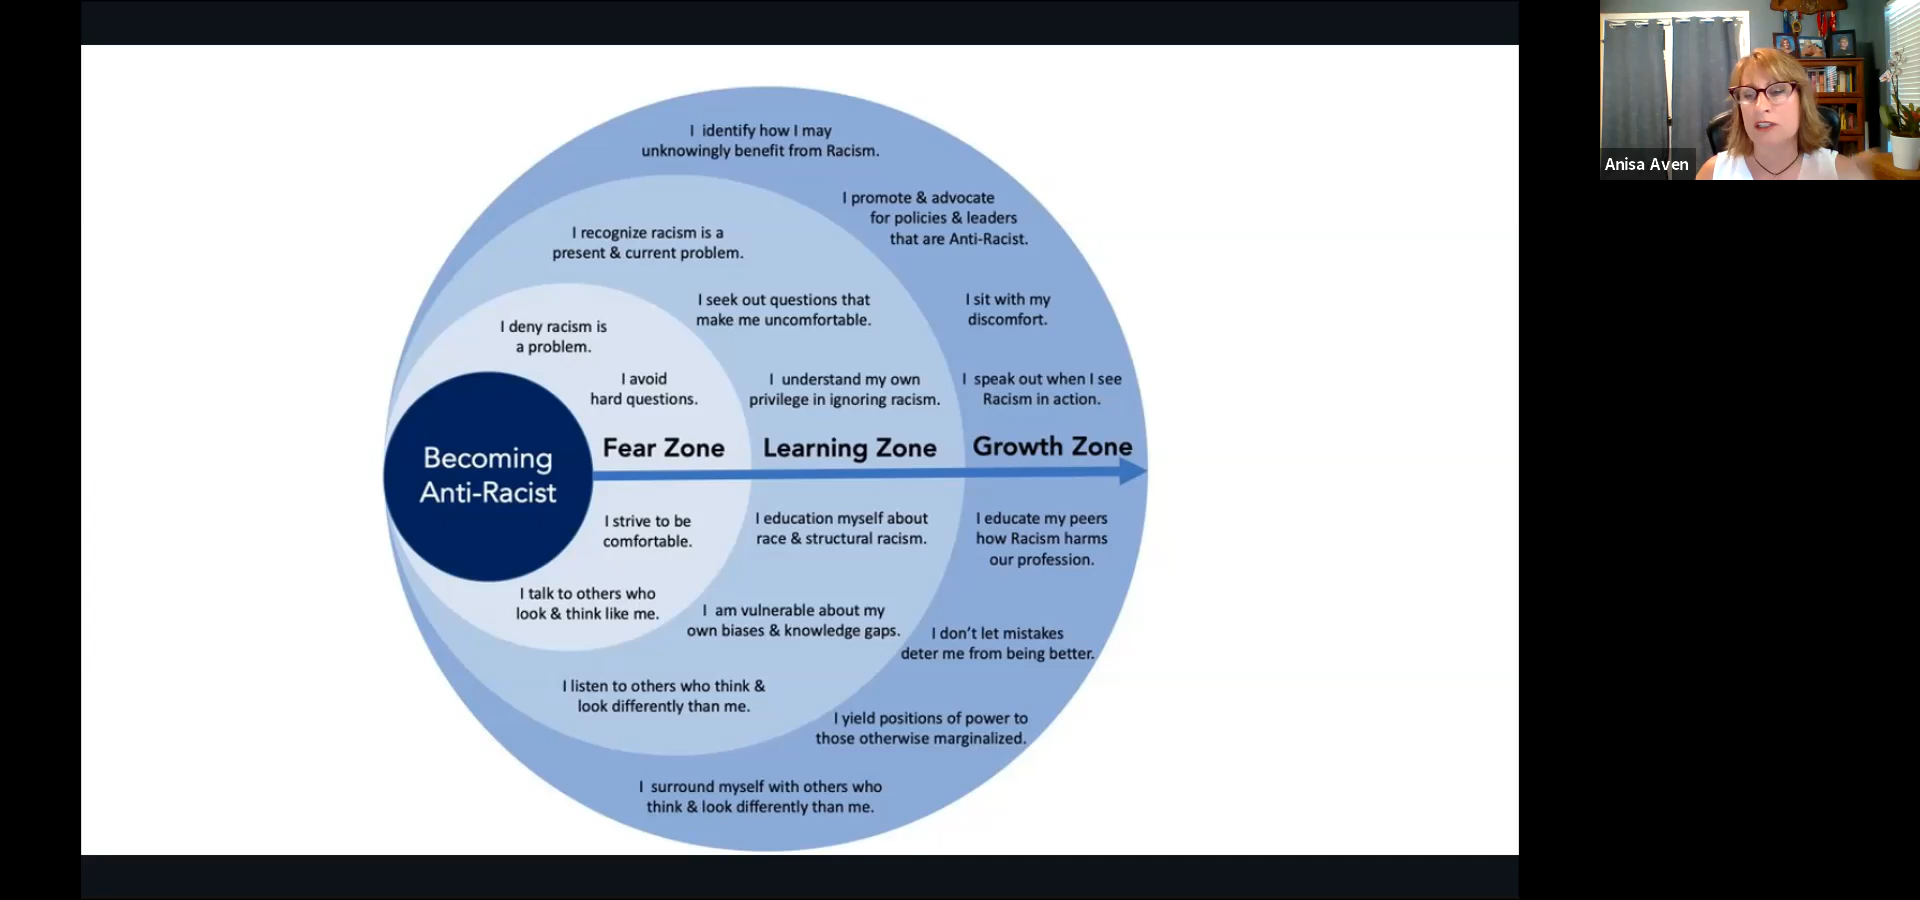 I identify how I may
unknowingly benefit from Racism.
I promote & advocate
for policies & leaders
that are Anti-Racist.
I recognize racism is a
present & current problem.
I seek out questions that
make me uncomfortable.
I sit with my
discomfort.
I deny racism is
a problem.
I avoid
hard questions.
I understand my own
privilege in ignoring racism.
I speak out when I see
Racism in action.
Becoming
Anti-Racist
Fear Zone
Learning Zone
Growth Zone
I strive to be
comfortable.
I education myself about
race & structural racism.
I educate my peers
how Racism harms
our profession.
I talk to others who
look & think like me.
I am vulnerable about my
own biases & knowledge gaps.
I don't let mistakes
deter me from being better.
I listen to others who think &
look differently than me.
I yield positions of power to
those otherwise marginalized.
I surround myself with others who
think & look differently than me.
Anisa Aven